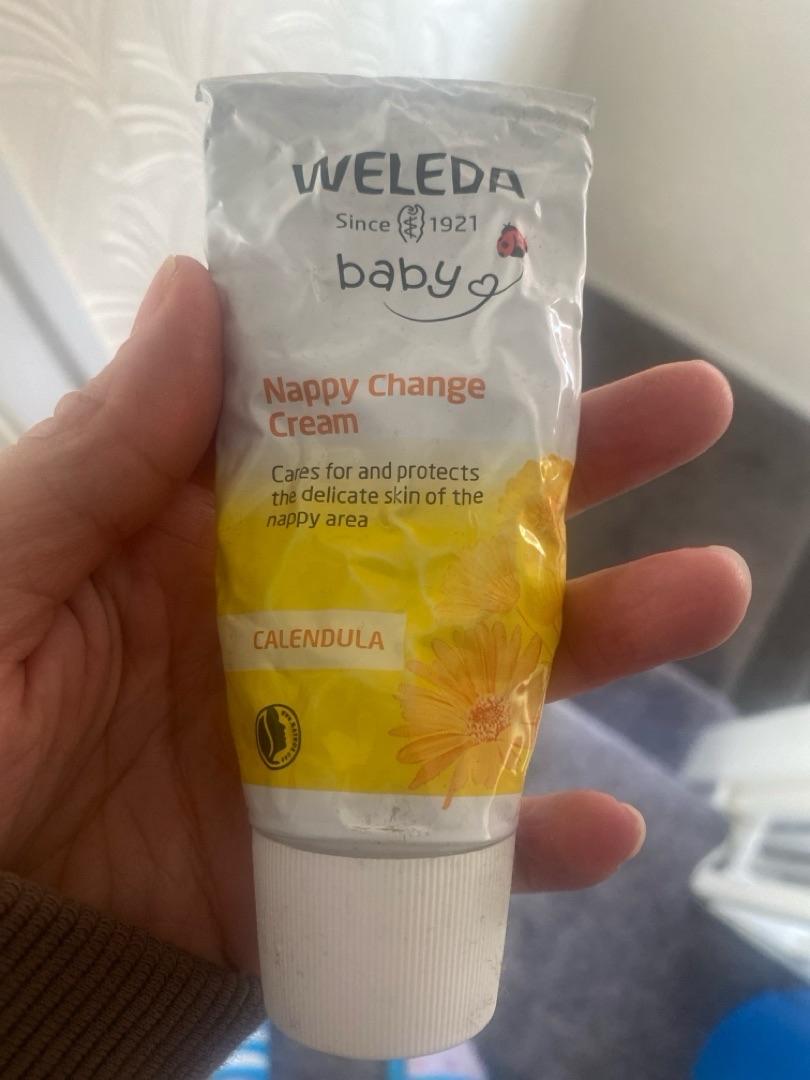 WELEDA
Since 1921
baby
Nappy Change
Cream
Cares for and protects
the delicate skin of the
nappy area
CALENDULA